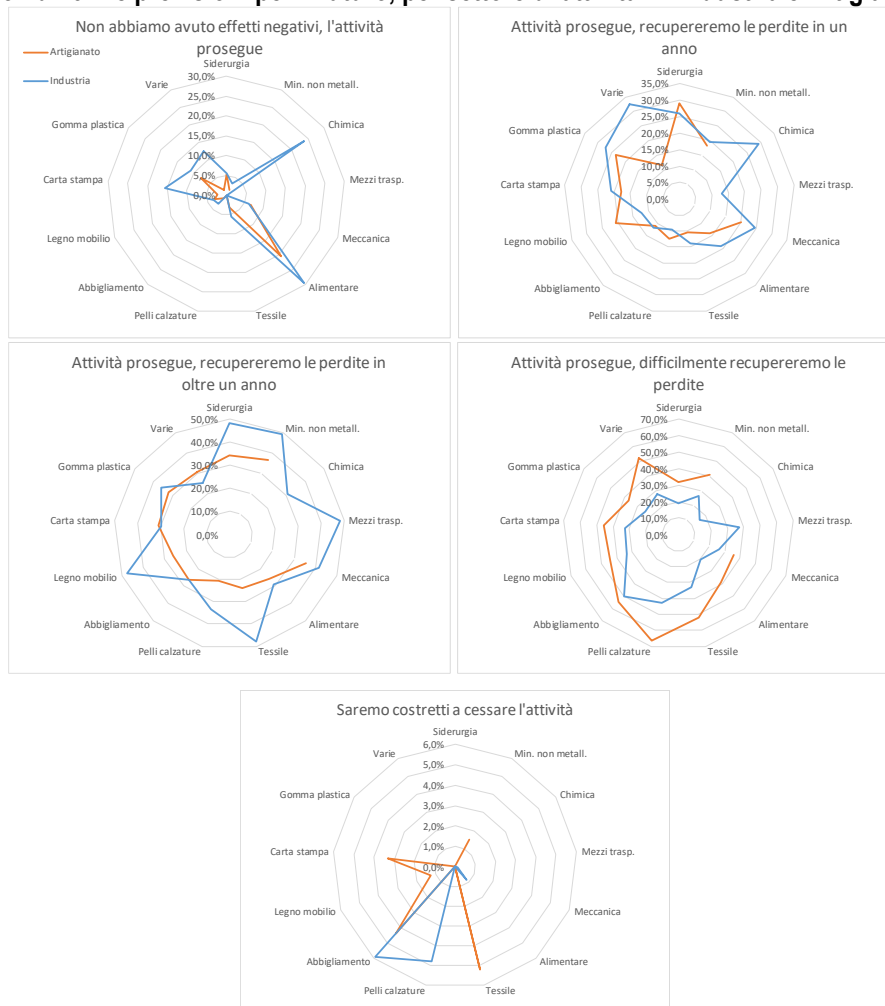 previsioni per il futuro, per settore di attività. Industria e
Non abbiamo avuto effetti negativi, l'attività
prosegue
Artigianato
Industria
Siderurgia
Min. non metall.
Chimica
Mezzi trasp.
Meccanica
Alimentare
Tessile
Pelli calzature
Abbigliamento
Legno mobilio
Carta stampa
Gomma plastica
Varie
30,0%
25,0%
20,0%
15,0%
10,0%
5,0%
0,0%
Attività prosegue, recupereremo le perdite in un
anno
Siderurgia
Min. non metall.
Chimica
Mezzi trasp.
Meccanica
Alimentare
Tessile
Pelli calzature
Abbigliamento
Legno mobilio
Carta stampa
Gomma plastica
Varie
35,0%
30,0%
25,0%
20,0%
15,0%
10,0%
5,0%
0,0%
Attività prosegue, recupereremo le perdite in
oltre un anno
Siderurgia
Min. non metall.
Chimica
Mezzi trasp.
Meccanica
Alimentare
Tessile
Pelli calzature
Abbigliamento
Legno mobilio
Carta stampa
Gomma plastica
Varie
50,0%
40,0%
30,0%
20,0%
10,0%
0,0%
Attività prosegue, difficilmente recupereremo le
perdite
Siderurgia
Min. non metall.
Chimica
Mezzi trasp.
Meccanica
Alimentare
Tessile
Pelli calzature
Abbigliamento
Legno mobilio
Carta stampa
Gomma plastica
Varie
70,0%
60,0%
50,0%
40,0%
30,0%
20,0%
10,0%
0,0%
Saremo costretti a cessare l'attività
Siderurgia
Min. non metall.
Chimica
Mezzi trasp.
Meccanica
Alimentare
Tessile
Pelli calzature
Abbigliamento
Legno mobilio
Carta stampa
Gomma plastica
Varie
6,0%
5,0%
4,0%
3,0%
2,0%
1,0%
0,0%